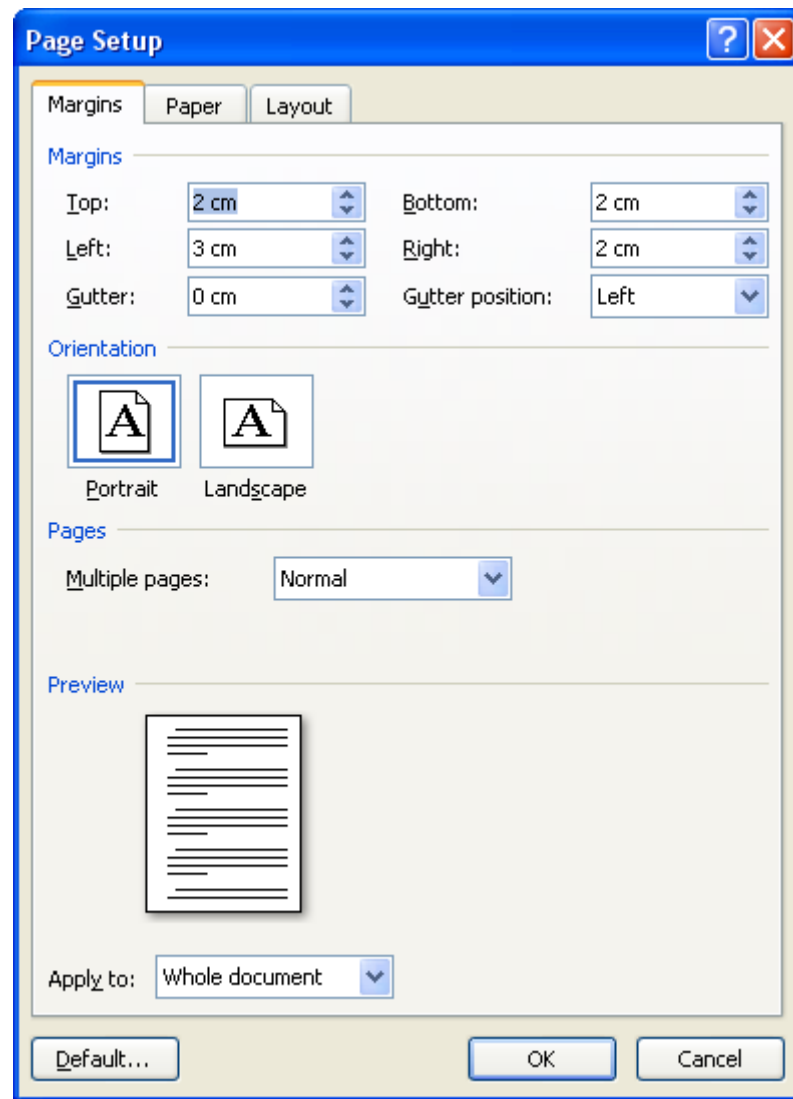 Page Setup
Margins Paper Layout
Margins
Top: 2 cm Bottom: 2 cm
Left: 3 cm Right: 2 cm
Gutter: 0 cm Gutter position: Left
Orientation
A A
Portrait Landscape
Pages
Multiple pages: Normal
Preview
Apply to: Whole document
Default... OK Cancel